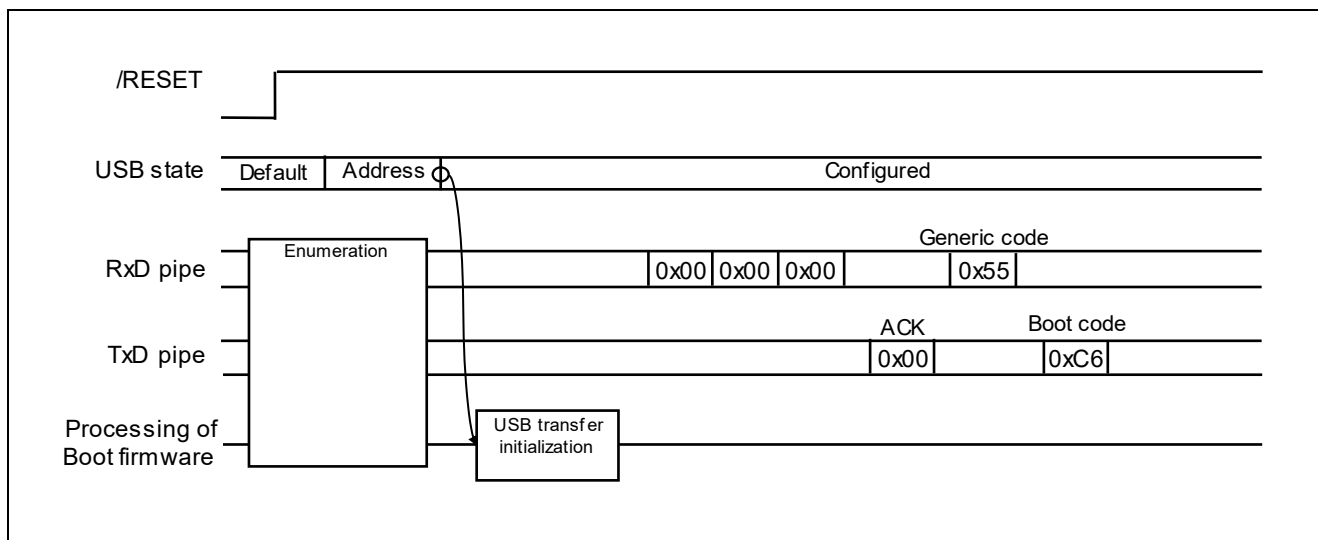 /RESET
USB state
Default
Address
Configured
Enumeration
Generic code
RxD pipe
0x00
0x00
0x00
0x55
ACK
Boot code
TxD pipe
0x00
0xC6
Processing of
Boot firmware
USB transfer
initialization